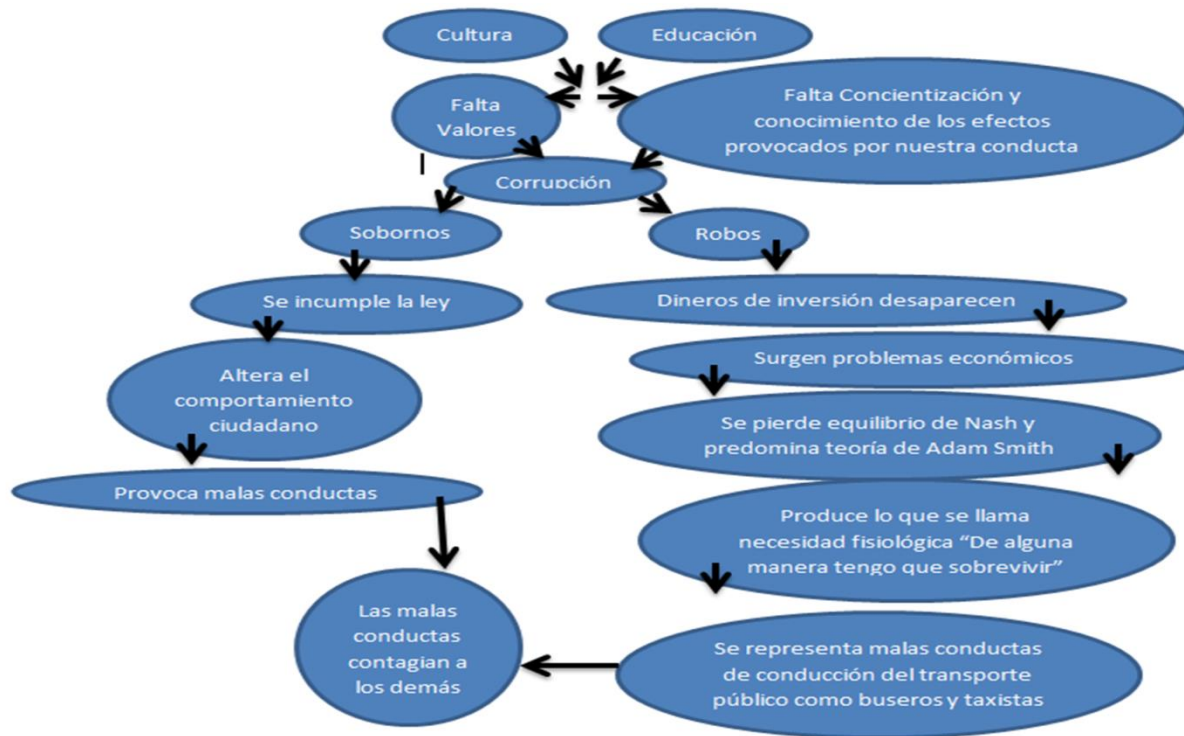 Cultura
Educación
Falta
Valores
Falta Concientización y
conocimiento de los efectos
provocados por nuestra conducta
Corrupción
Sobornos
Robos
Se incumple la ley
Dineros de inversión desaparecen
Altera el
comportamiento
ciudadano
Surgen problemas económicos
Se pierde equilibrio de Nash y
predomina teoría de Adam Smith
Provoca malas conductas
Produce lo que se llama
necesidad fisiológica “De alguna
manera tengo que sobrevivir”
Las malas
conductas
contagian a
los demás
Se representa malas conductas
de conducción del transporte
público como buseros y taxistas